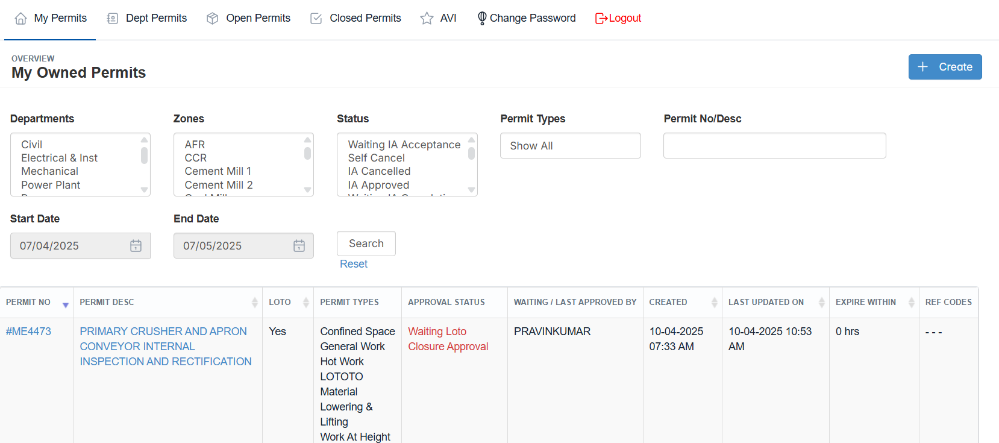 My Permits Dept Permits Open Permits Closed Permits AVI Change Password Logout
OVERVIEW
My Owned Permits
Create
Departments Zones Status Permit Types Permit No/Desc
Civil
Electrical & Inst
Mechanical
Power Plant
AFR
CCR
Cement Mill 1
Cement Mill 2
Waiting IA Acceptance
Self Cancel
IA Cancelled
IA Approved
Show All
Start Date End Date
07/04/2025 07/05/2025 Search
Reset
PERMIT NO PERMIT DESC LOTO PERMIT TYPES APPROVAL STATUS WAITING / LAST APPROVED BY CREATED LAST UPDATED ON EXPIRE WITHIN REF CODES
#ME4473
PRIMARY CRUSHER AND APRON
CONVEYOR INTERNAL
INSPECTION AND RECTIFICATION
Yes
Confined Space
General Work
Hot Work
LOTOTO
Material
Lowering &
Lifting
Work At Height
Waiting Loto
Closure Approval
PRAVINKUMAR
10-04-2025
07:33 AM
10-04-2025 10:53
AM
0 hrs
- - -